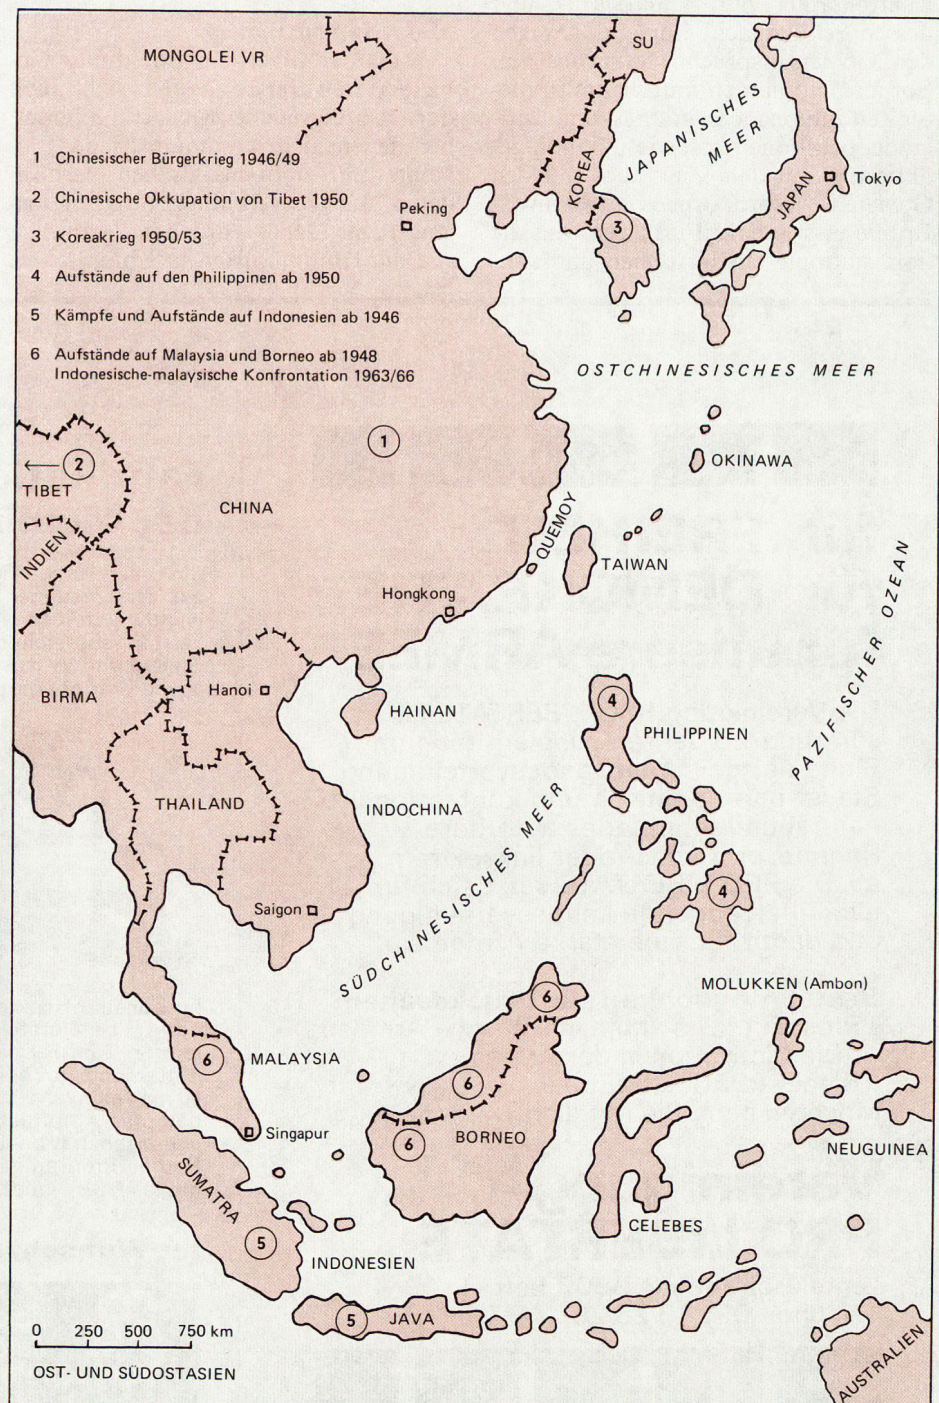 MONGOLEI VR
SU
JAPANISCHES
MEER
1 Chinesischer Bürgerkrieg 1946/49
2 Chinesische Okkupation von Tibet 1950
3 Koreakrieg 1950/53
4 Aufstände auf den Philippinen ab 1950
5 Kämpfe und Aufstände auf Indonesien ab 1946
6 Aufstände auf Malaysia und Borneo ab 1948
Indonesische-malaysische Konfrontation 1963/66
Peking
KOREA
3
JAPAN
Tokyo
OSTCHINESISCHES MEER
1
2
TIBET
INDIEN
CHINA
OKINAWA
QUEMOY
TAIWAN
Hongkong
PAZIFISCHER OZEAN
BIRMA
Hanoi
HAINAN
4
PHILIPPINEN
THAILAND
INDOCHINA
SÜDCHINESISCHES MEER
4
Saigon
MOLUKKEN (Ambon)
6
6
MALAYSIA
6
Singapur
6
BORNEO
NEUGUINEA
SUMATRA
CELEBES
5
INDONESIEN
5
JAVA
0 250 500 750 km
OST- UND SÜDOSTASIEN
AUSTRALIEN